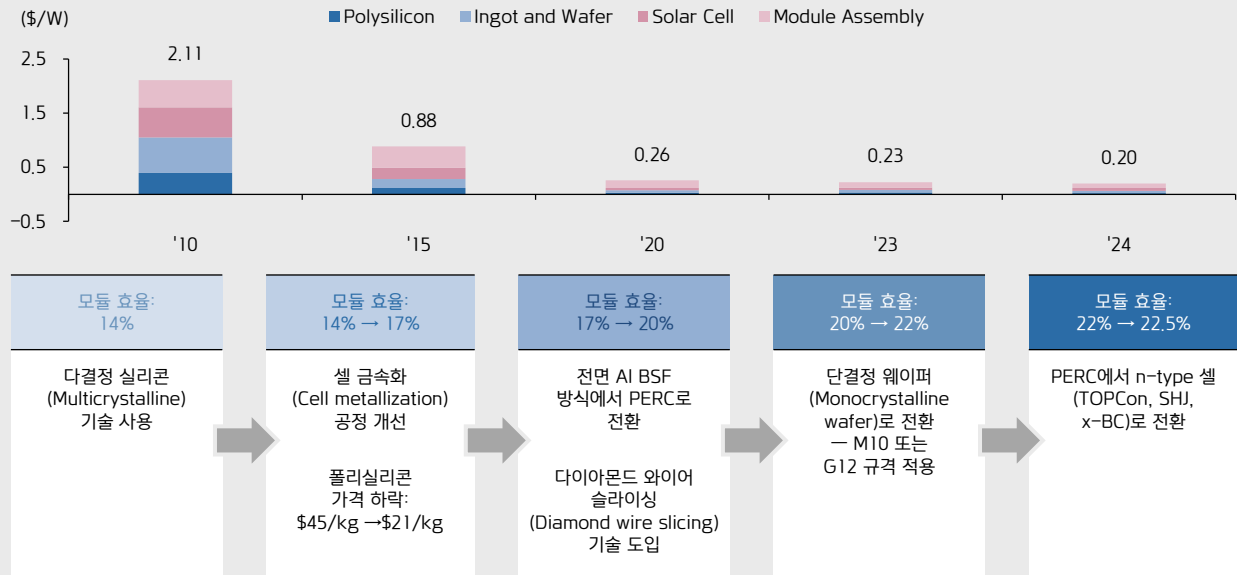 ($/W)
Polysilicon Ingot and Wafer Solar Cell Module Assembly
2.5
1.5
0.5
-0.5
2.11
0.88
0.26
0.23
0.20
'10 '15 '20 '23 '24
모듈 효율:
14%
다결정 실리콘
(Multicrystalline)
기술 사용
모듈 효율:
14% → 17%
셀 금속화
(Cell metallization)
공정 개선
폴리실리콘
가격 하락:
$45/kg →$21/kg
모듈 효율:
17% → 20%
전면 Al BSF
방식에서 PERC로
전환
다이아몬드 와이어
슬라이싱
(Diamond wire slicing)
기술 도입
모듈 효율:
20% → 22%
단결정 웨이퍼
(Monocrystalline
wafer)로 전환
— M10 또는
G12 규격 적용
모듈 효율:
22% → 22.5%
PERC에서 n-type 셀
(TOPCon, SHJ,
x-BC)로 전환